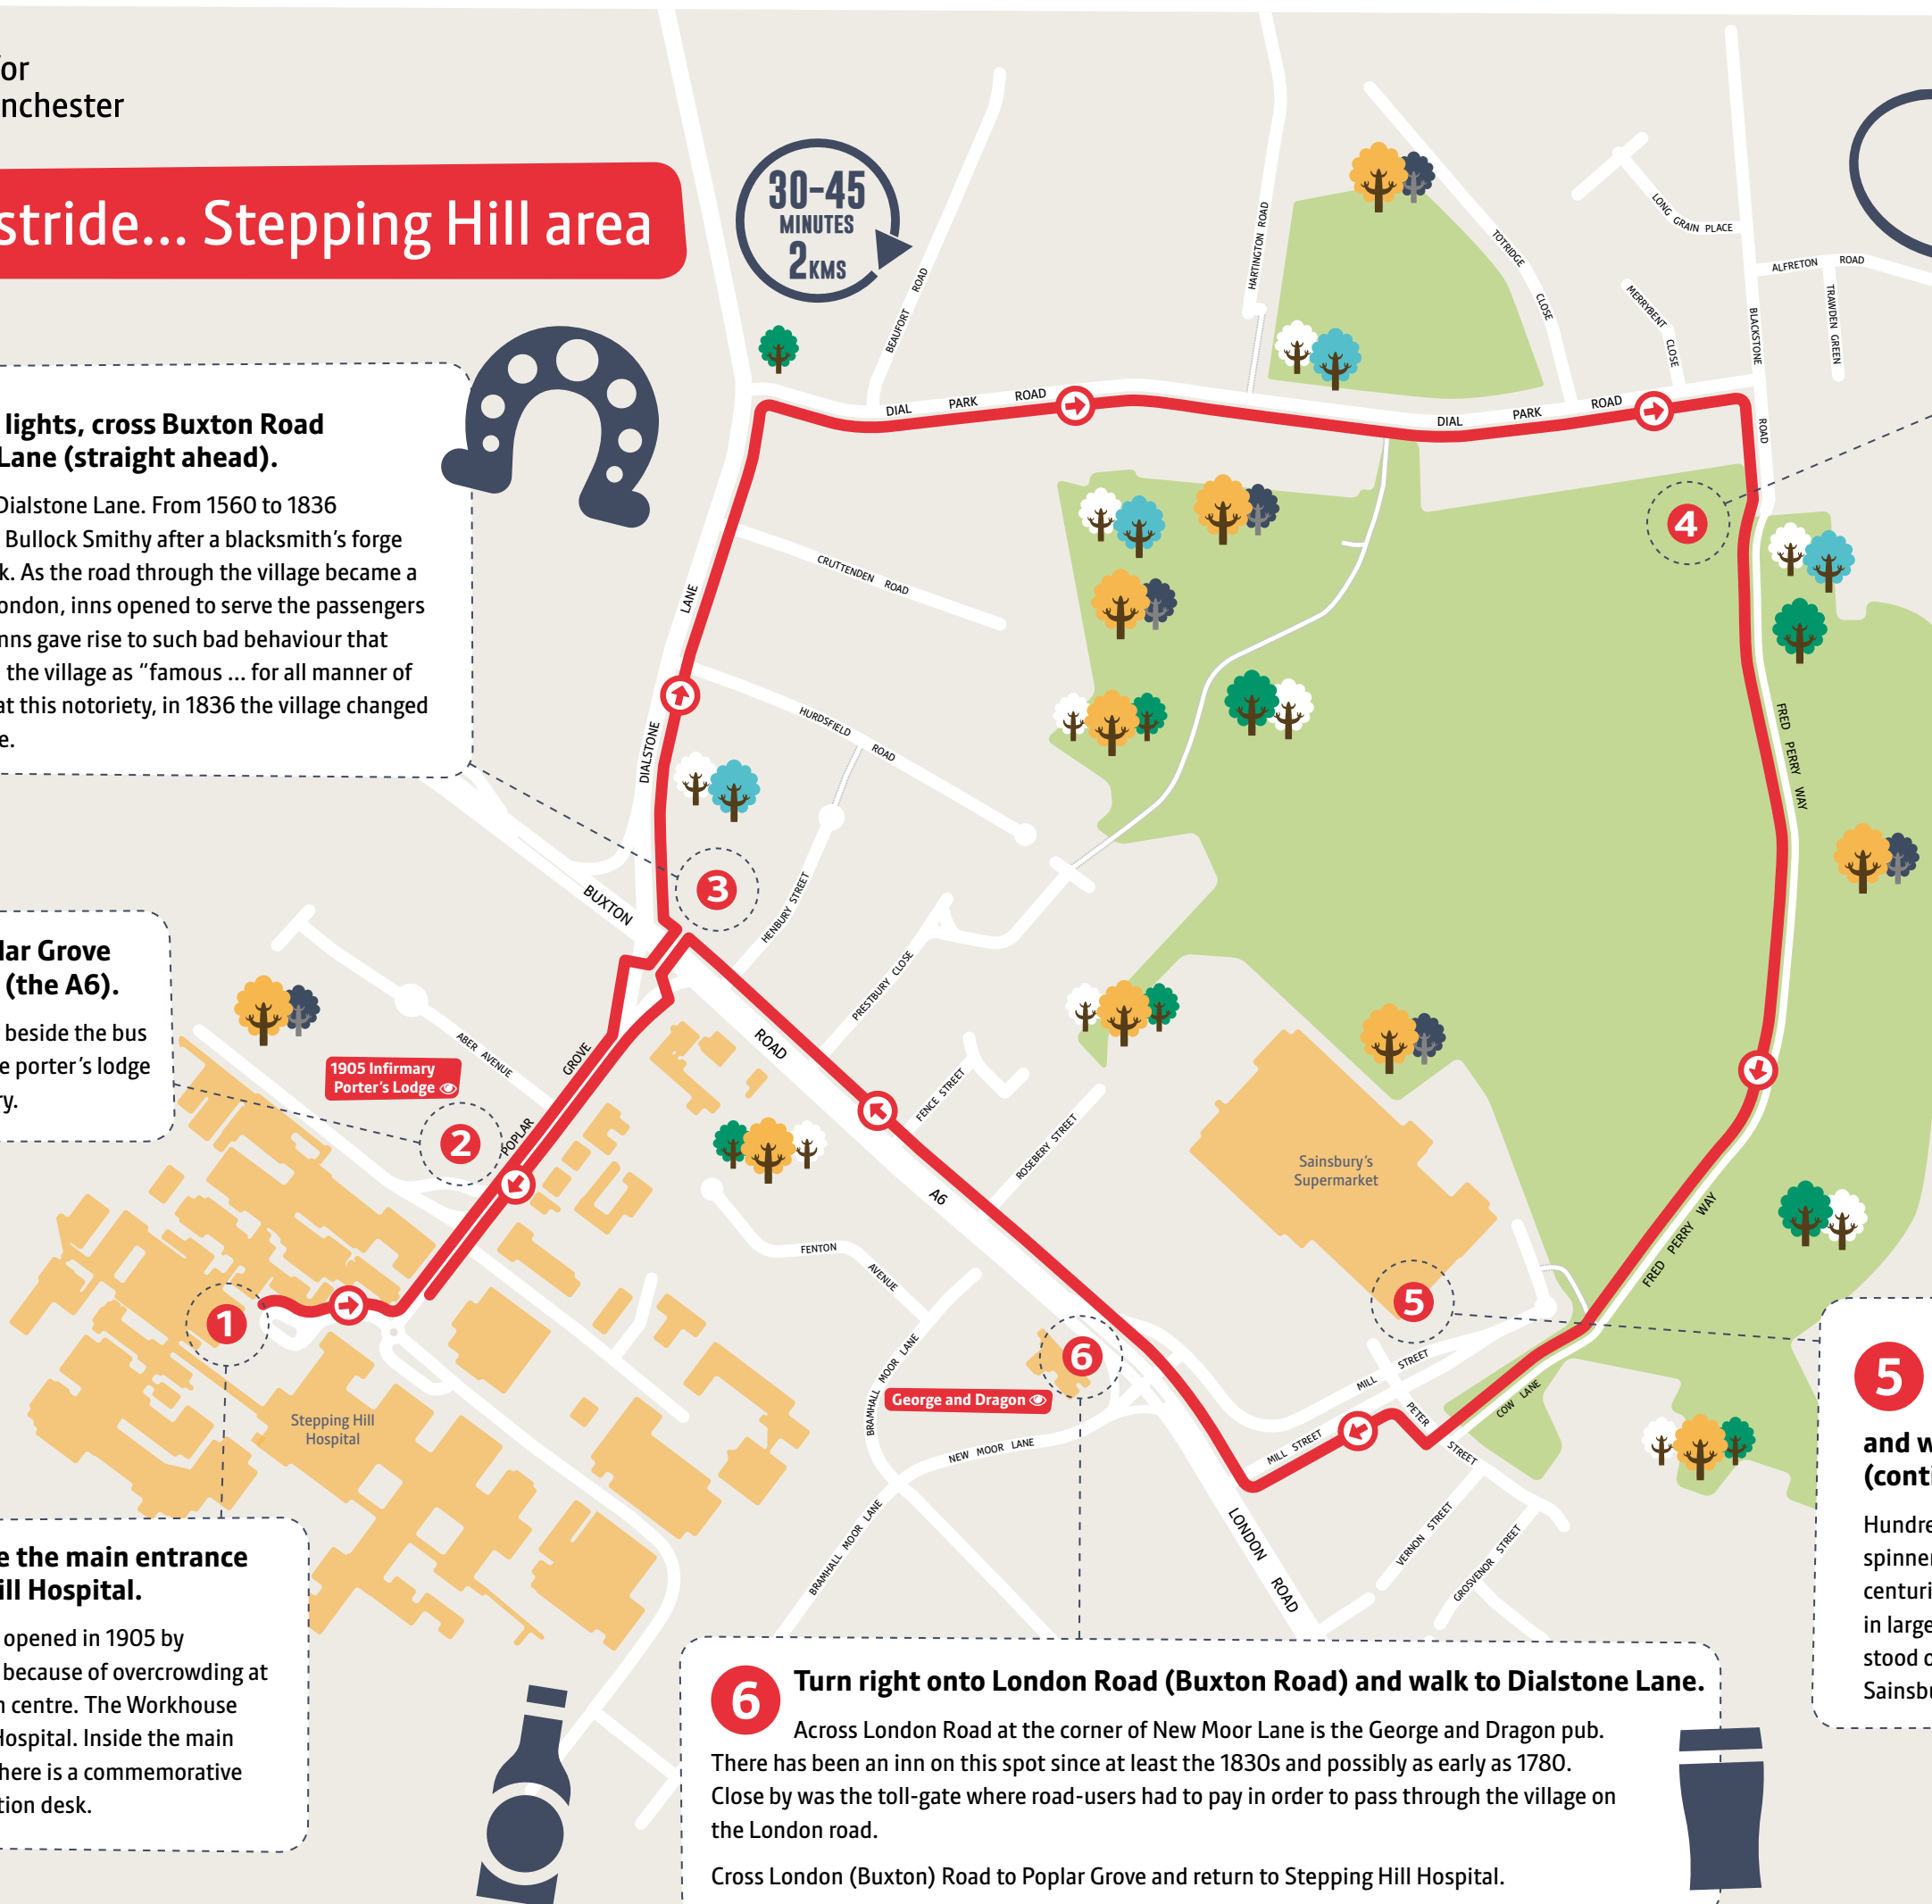 or
nchester
stride... Stepping Hill area
30-45
MINUTES
2KMS
lights, cross Buxton Road
Lane (straight ahead).
Dialstone Lane. From 1560 to 1836
Bullock Smithy after a blacksmith's forge
k. As the road through the village became a
ondon, inns opened to serve the passengers
nns gave rise to such bad behaviour that
the village as "famous ... for all manner of
at this notoriety, in 1836 the village changed
e.
lar Grove
(the A6).
beside the bus
e porter's lodge
ry.
1905 Infirmary
Porter's Lodge
1
2
3
4
5
6
BEAUFORT ROAD
HARTINGTON ROAD
TOTRIDGE CLOSE
LONG GRAIN PLACE
MERRYBENT CLOSE
ALFRETON ROAD
TRAWDEN GREEN
BLACKSTONE ROAD
DIAL PARK ROAD
DIAL PARK ROAD
CRUTTENDEN ROAD
HURDSFIELD ROAD
DIALSTONE LANE
HENBURY STREET
PRESTBURY CLOSE
BUXTON ROAD
A6
ABER AVENUE
POPLAR GROVE
FENCE STREET
ROSEBERY STREET
FENTON AVENUE
BRAMHALL MOOR LANE
NEW MOOR LANE
BRAMHALL MOOR LANE
George and Dragon
Sainsbury's
Supermarket
FRED PERRY WAY
FRED PERRY WAY
MILL STREET
MILL STREET
PETER STREET
COW LANE
VERNON STREET
GROSVENOR STREET
LONDON ROAD
Stepping Hill
Hospital
e the main entrance
ill Hospital.
opened in 1905 by
because of overcrowding at
n centre. The Workhouse
Hospital. Inside the main
here is a commemorative
tion desk.
5
and w
(conti
Hundre
spinner
centuri
in large
stood o
Sainsbu
6
Turn right onto London Road (Buxton Road) and walk to Dialstone Lane.
Across London Road at the corner of New Moor Lane is the George and Dragon pub.
There has been an inn on this spot since at least the 1830s and possibly as early as 1780.
Close by was the toll-gate where road-users had to pay in order to pass through the village on
the London road.
Cross London (Buxton) Road to Poplar Grove and return to Stepping Hill Hospital.